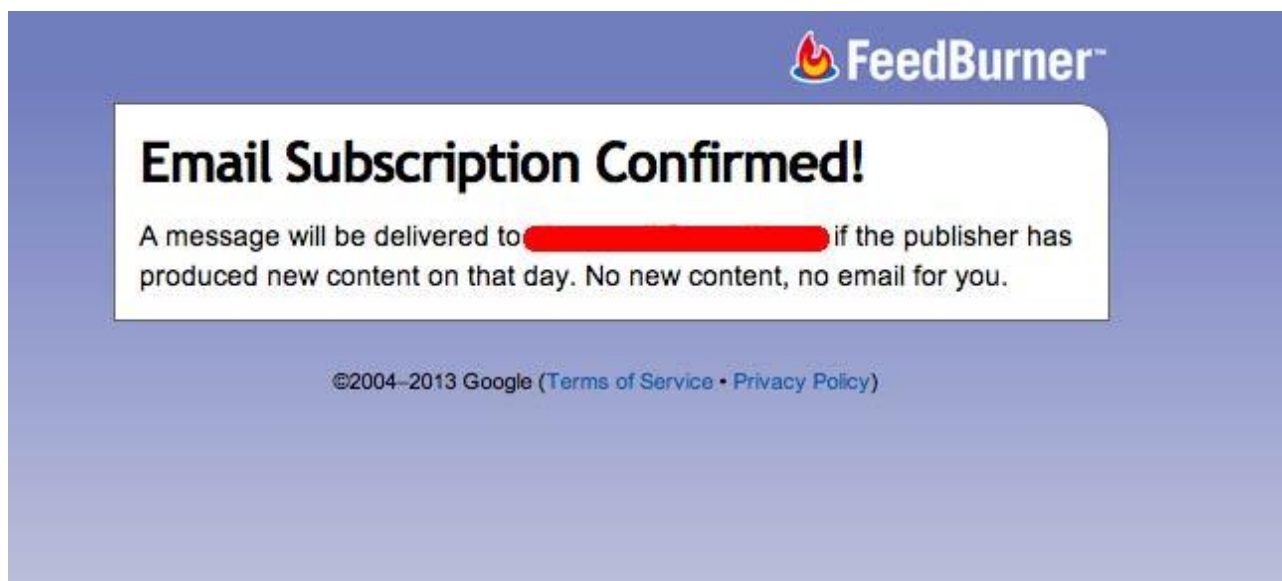 FeedBurner™
Email Subscription Confirmed!
A message will be delivered to if the publisher has
produced new content on that day. No new content, no email for you.
©2004–2013 Google (Terms of Service • Privacy Policy)